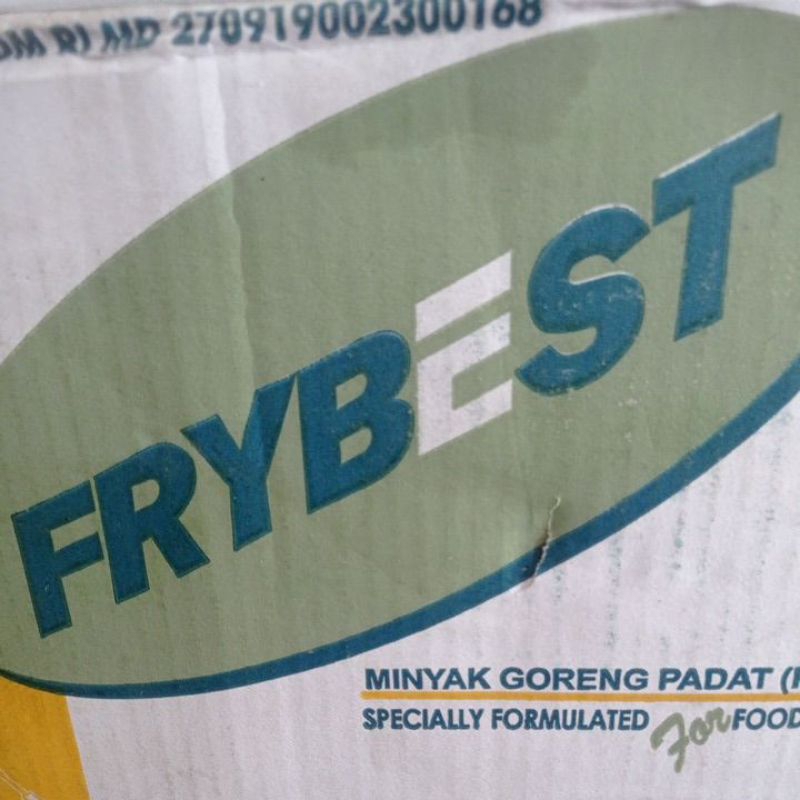 RI MD 270919002300168
FRYBEST
MINYAK GORENG PADAT
SPECIALLY FORMULATED For FOOD